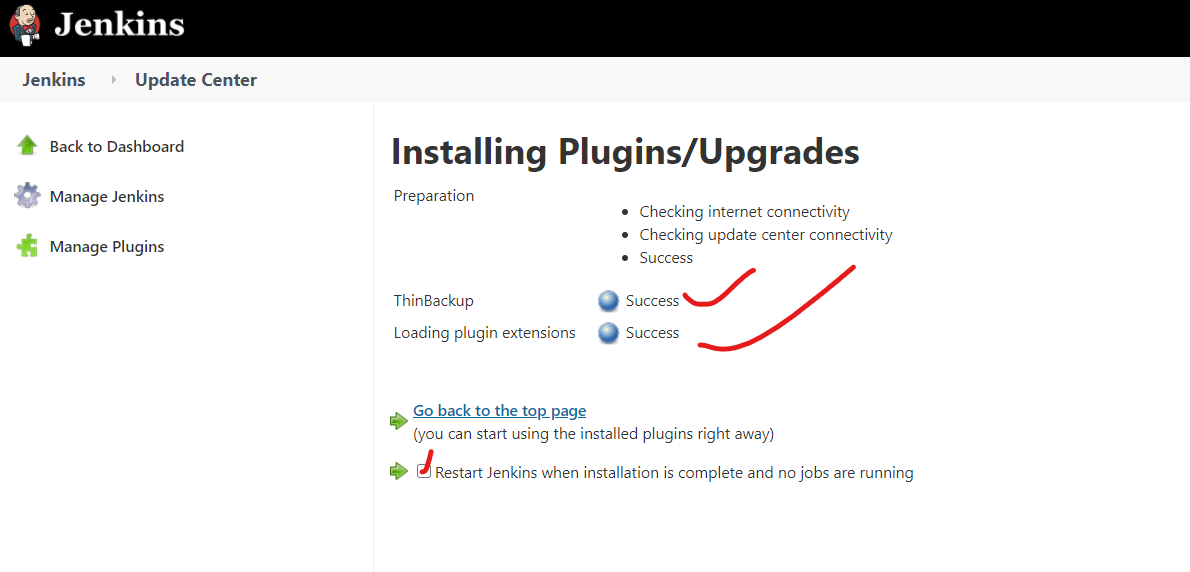 Jenkins
Jenkins Update Center
Back to Dashboard
Manage Jenkins
Manage Plugins
Installing Plugins/Upgrades
Preparation
Checking internet connectivity
Checking update center connectivity
Success
ThinBackup Success
Loading plugin extensions Success
Go back to the top page
(you can start using the installed plugins right away)
Restart Jenkins when installation is complete and no jobs are running